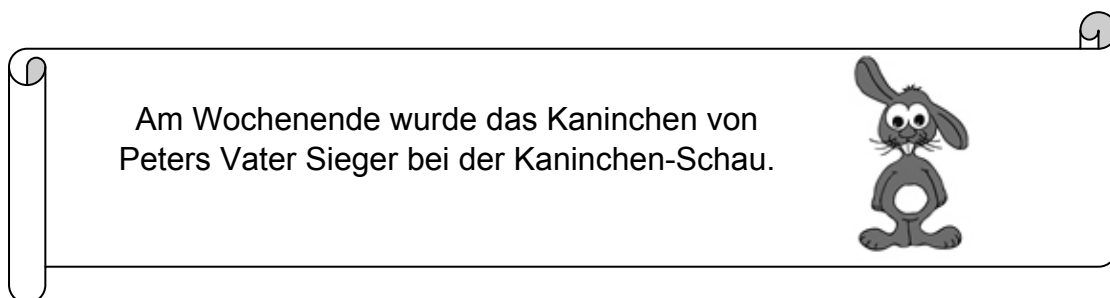 Am Wochenende wurde das Kaninchen von
Peters Vater Sieger bei der Kaninchen-Schau.